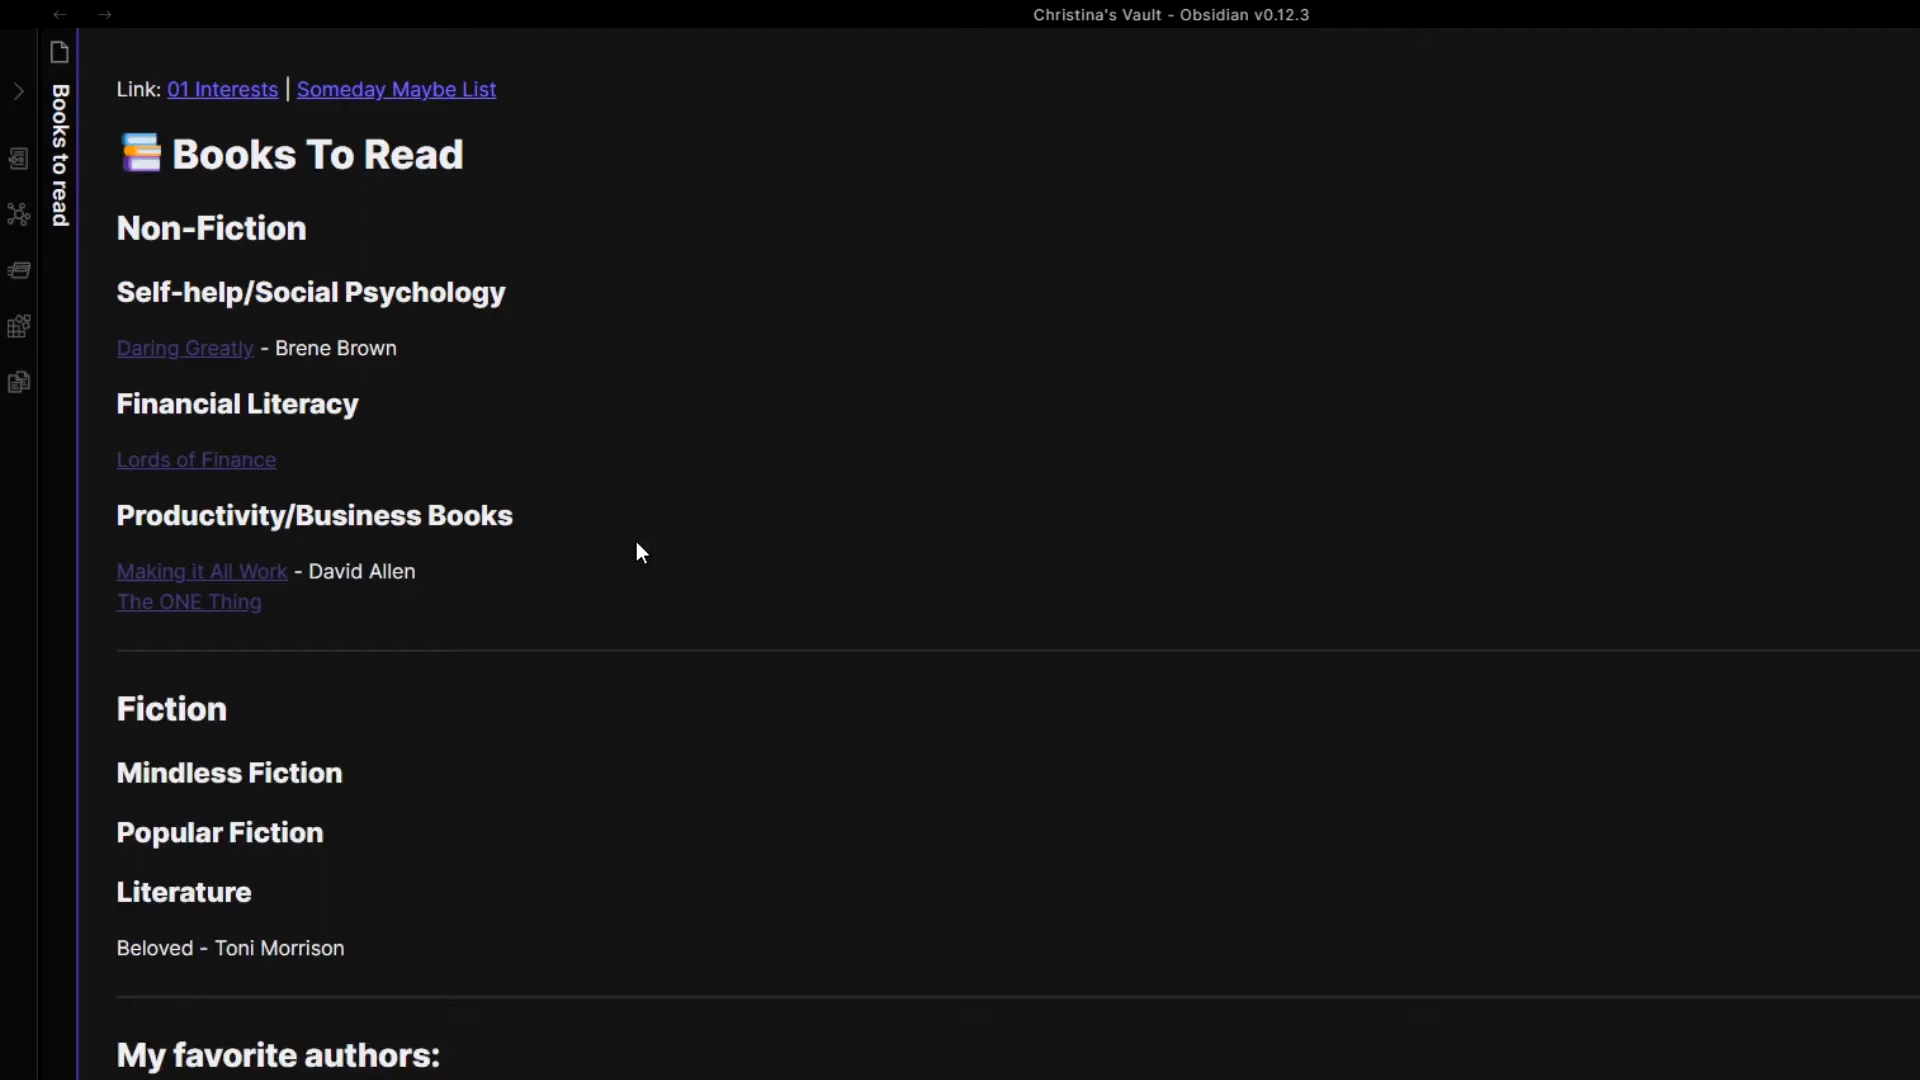 Christina's Vault - Obsidian v0.12.3
Books to read
Link: 01 Interests | Someday Maybe List
📚 Books To Read
Non-Fiction
Self-help/Social Psychology
Daring Greatly - Brene Brown
Financial Literacy
Lords of Finance
Productivity/Business Books
Making it All Work - David Allen
The ONE Thing
Fiction
Mindless Fiction
Popular Fiction
Literature
Beloved - Toni Morrison
My favorite authors: